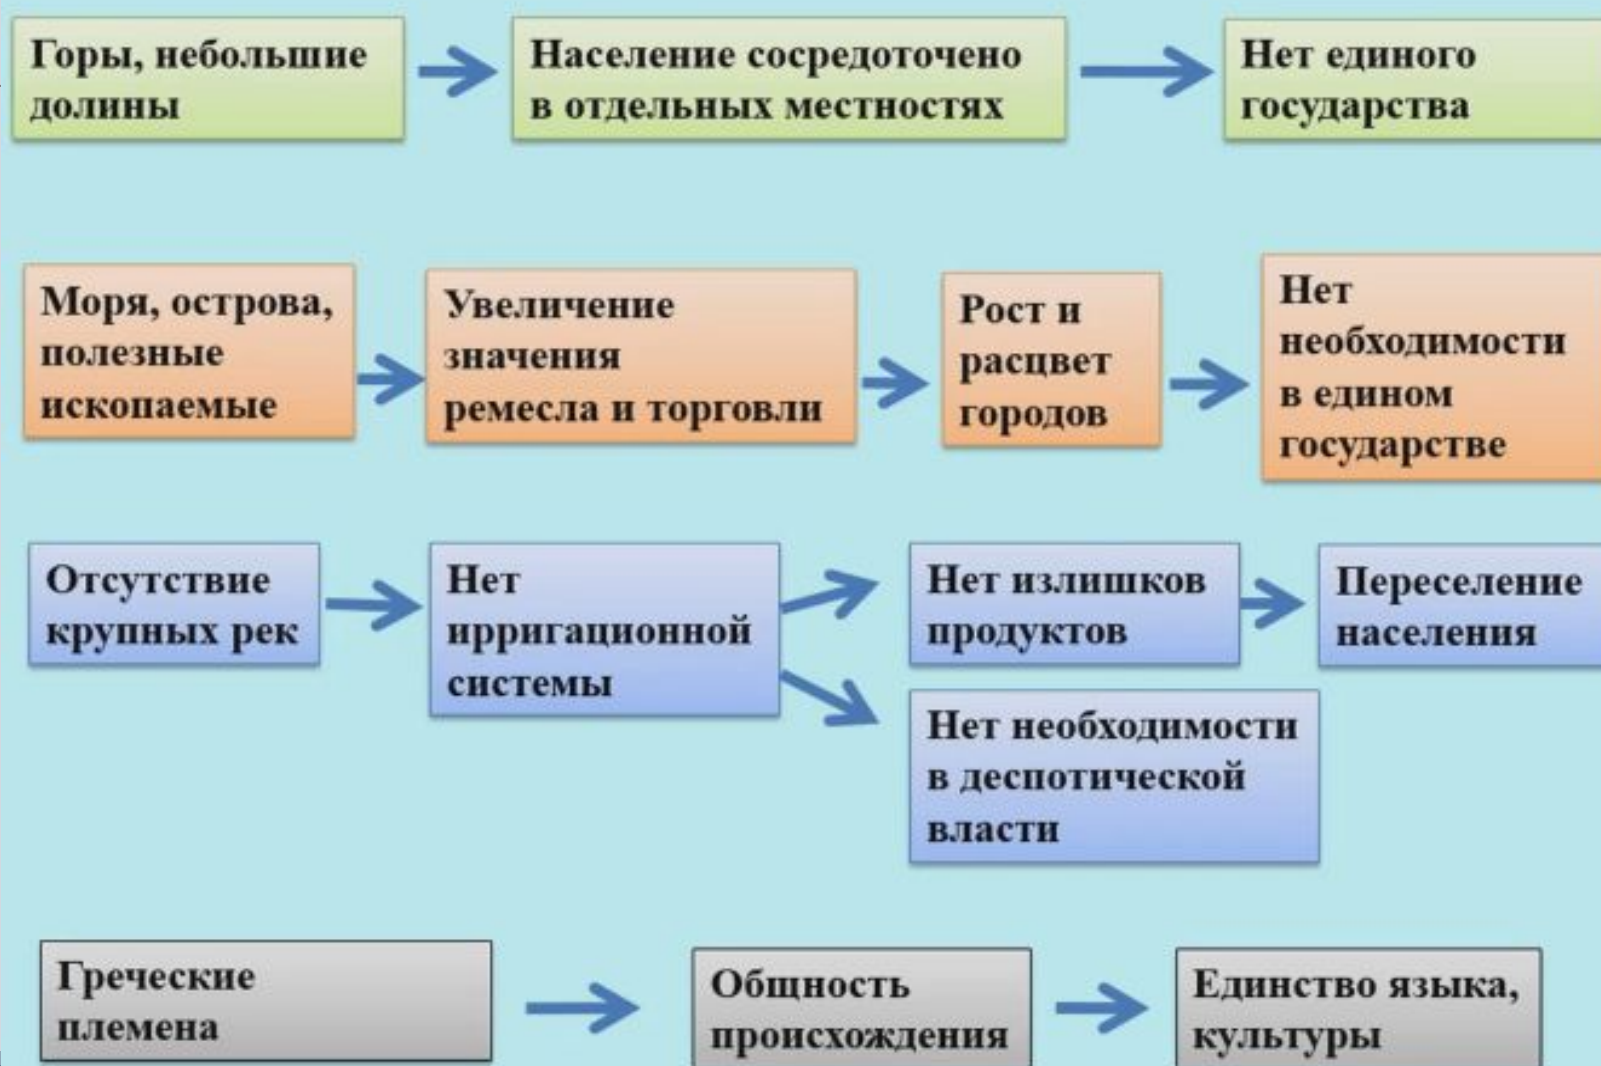 Горы, небольшие
долины
Население сосредоточено
в отдельных местностях
Нет единого
государства
Моря, острова,
полезные
ископаемые
Увеличение
значения
ремесла и торговли
Рост и
расцвет
городов
Нет
необходимости
в едином
государстве
Отсутствие
крупных рек
Нет
ирригационной
системы
Нет излишков
продуктов
Переселение
населения
Нет необходимости
в деспотической
власти
Греческие
племена
Общность
происхождения
Единство языка,
культуры